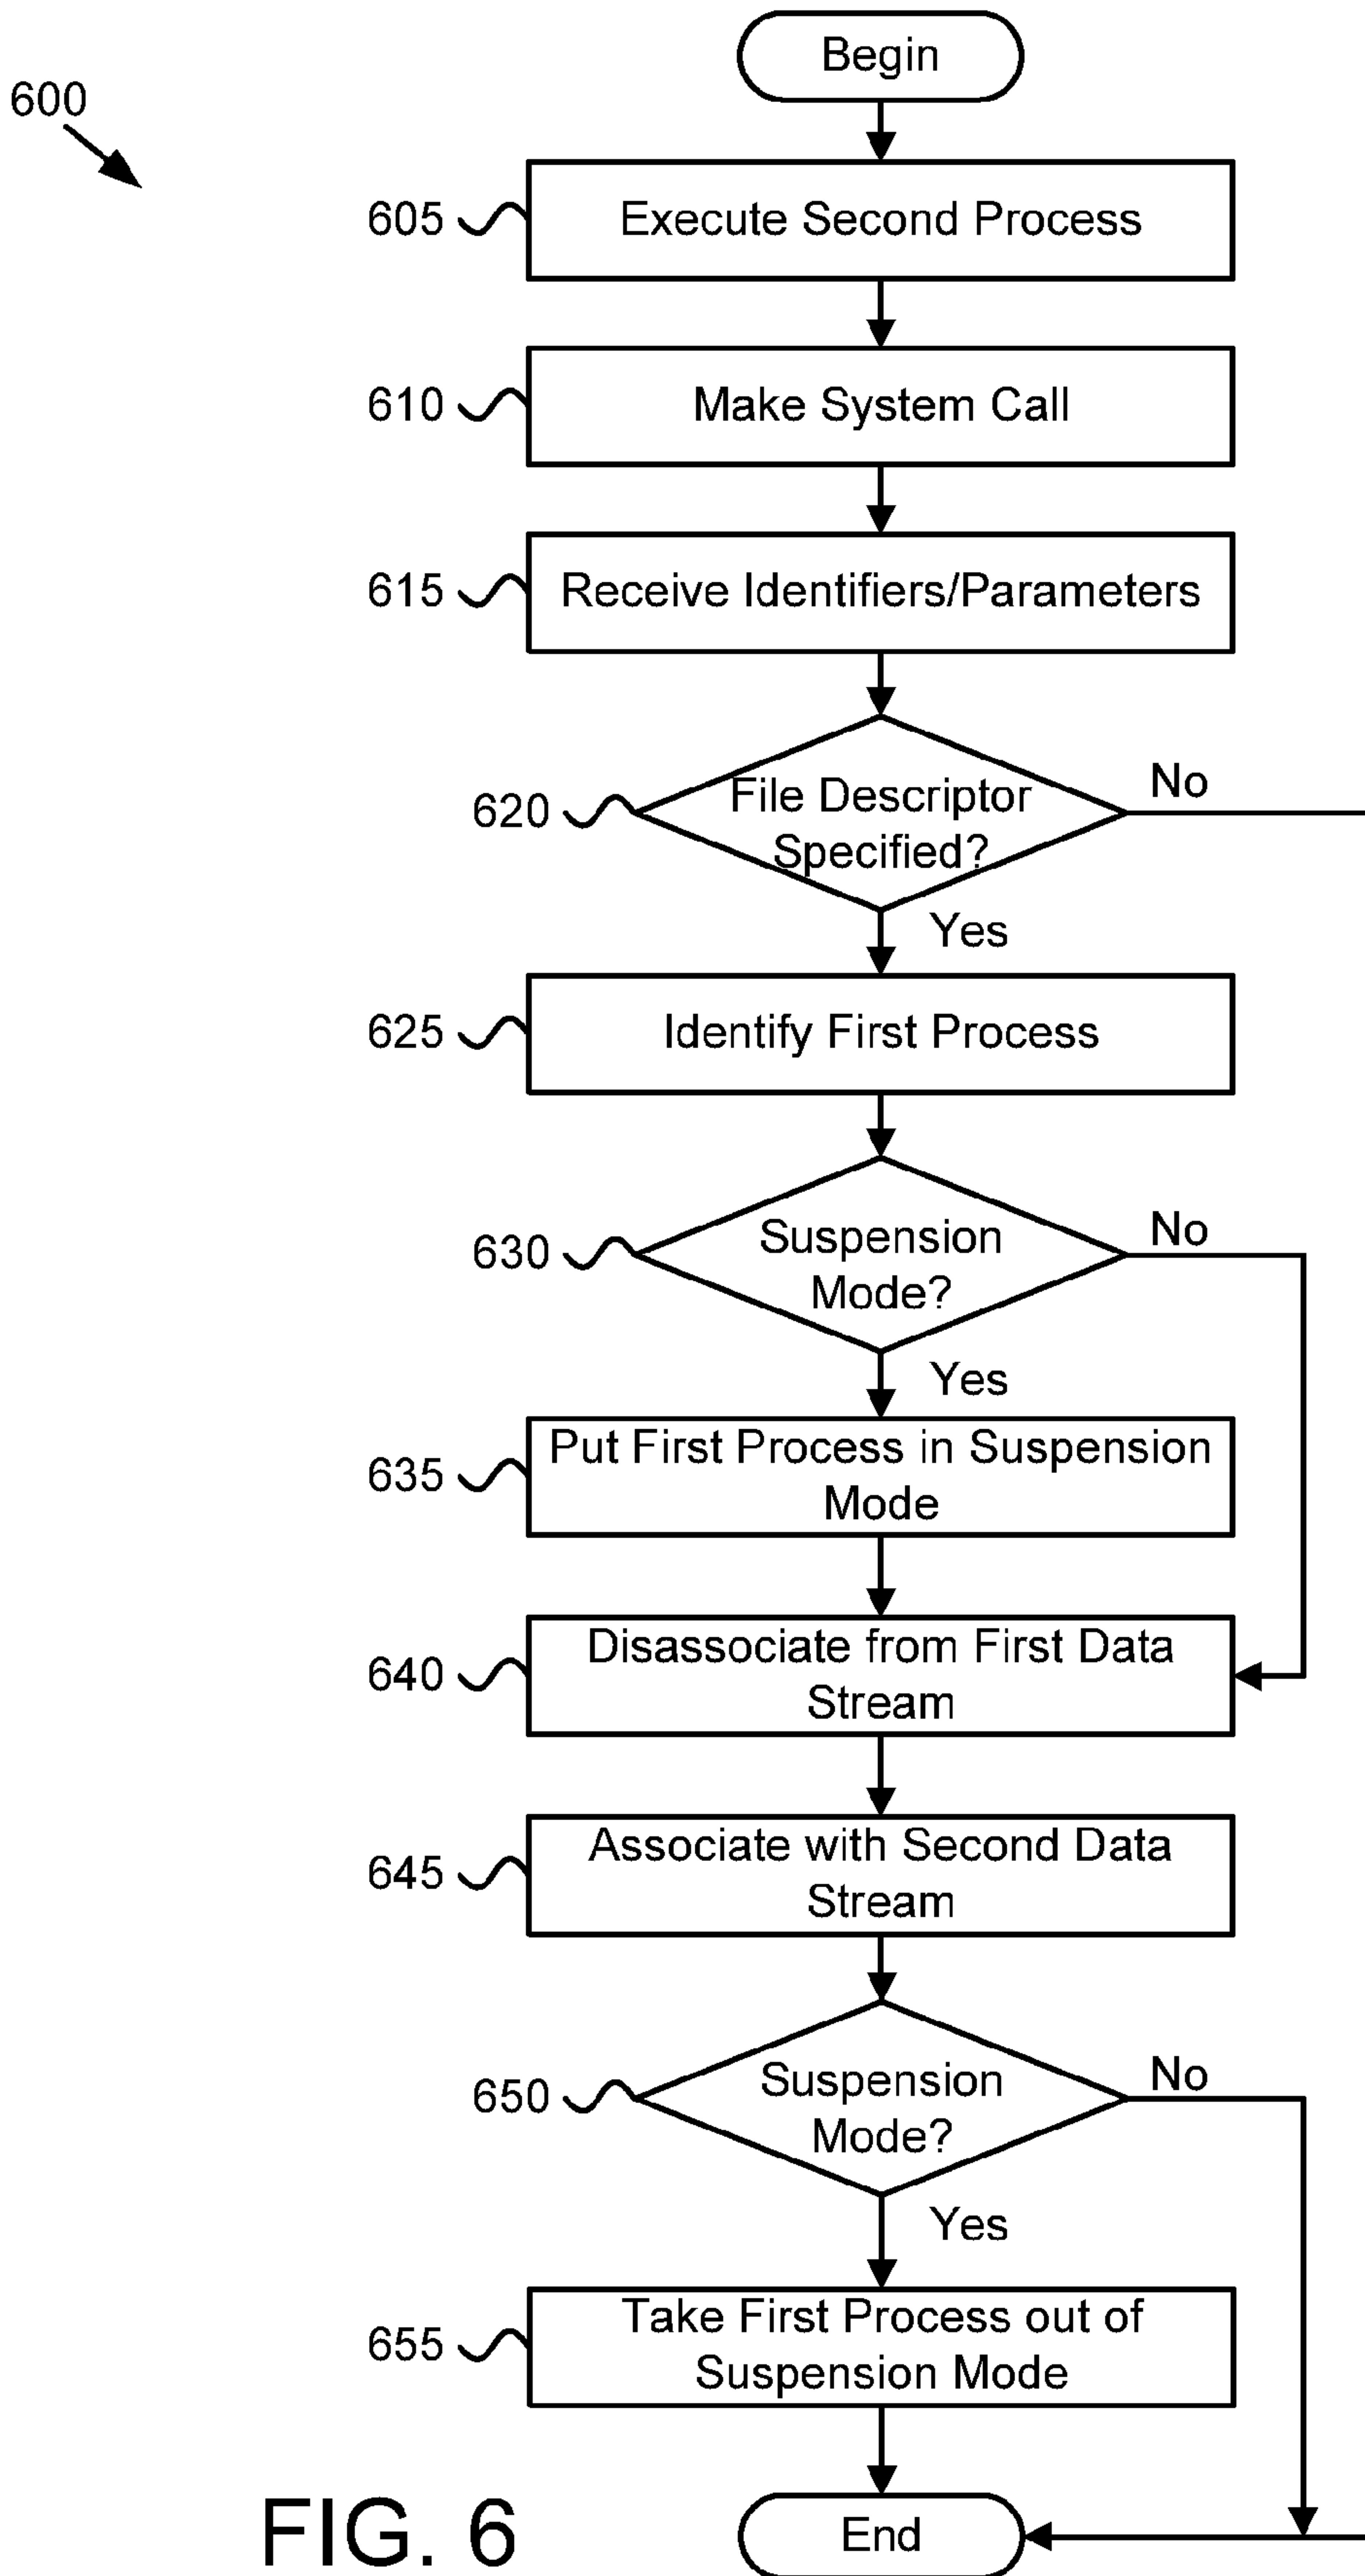 Begin
600
605
Execute Second Process
610
Make System Call
615
Receive Identifiers/Parameters
620
File Descriptor
Specified?
No
Yes
625
Identify First Process
630
Suspension
Mode?
No
Yes
635
Put First Process in Suspension
Mode
640
Disassociate from First Data
Stream
645
Associate with Second Data
Stream
650
Suspension
Mode?
No
Yes
655
Take First Process out of
Suspension Mode
End
FIG. 6